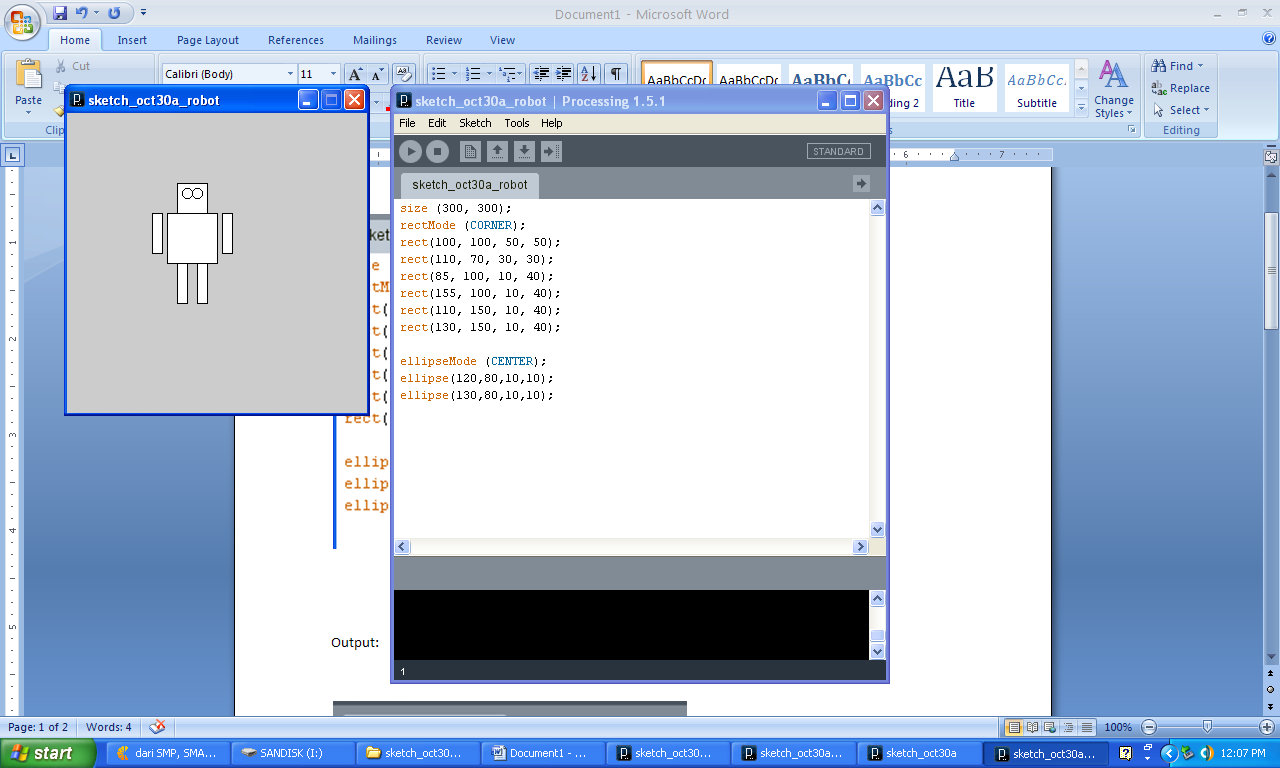 Document1 - Microsoft Word
Home Insert Page Layout References Mailings Review View
Cut
Paste
Calibri (Body) 11
AaBbCcDc AaBbCcDc AaBbCc AaBbCc AaB AaBbCc.
Title Subtitle
Change Styles
Find
Replace
Select
Editing
sketch_oct30a_robot
sketch_oct30a_robot | Processing 1.5.1
File Edit Sketch Tools Help
STANDARD
sketch_oct30a_robot
size (300, 300);
rectMode (CORNER);
rect(100, 100, 50, 50);
rect(110, 70, 30, 30);
rect(85, 100, 10, 40);
rect(155, 100, 10, 40);
rect(110, 150, 10, 40);
rect(130, 150, 10, 40);
ellipseMode (CENTER);
ellipse(120,80,10,10);
ellipse(130,80,10,10);
1
rect(
ellip
ellip
ellip
Output:
Page: 1 of 2 Words: 4 100%
start dari SMP, SMA... SANDISK (I:) sketch_oct30... Document1 - ... sketch_oct30... sketch_oct30a... sketch_oct30a sketch_oct30a... 12:07 PM